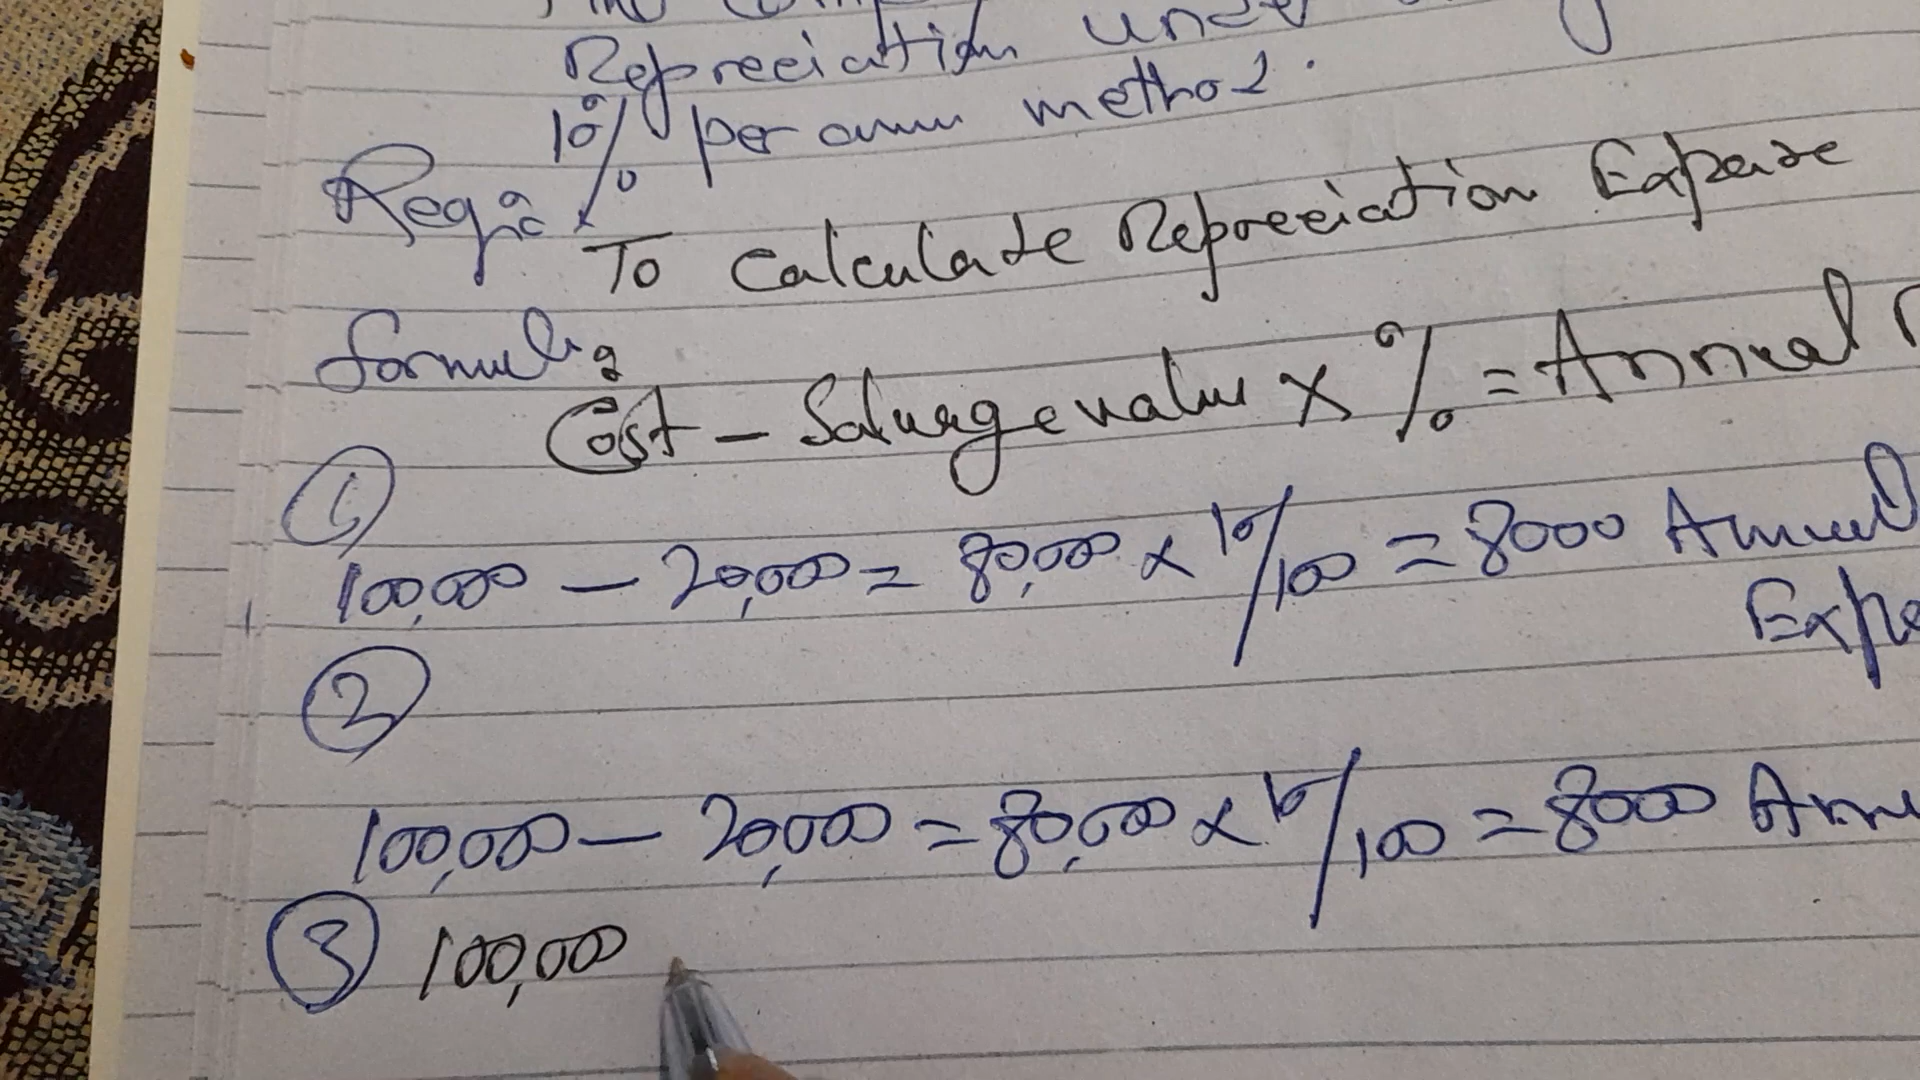 Depreciation under
10% per annum method.
Reqi:
To Calculate Depreciation Expense
formula:
Cost - Salvage value x % = Annual
①
100,000 - 20,000 = 80,000 x 10/100 = 8000 Annual
Expe
②
100,000 - 20,000 = 80,000 x 10/100 = 8000 Annu
③ 100,000